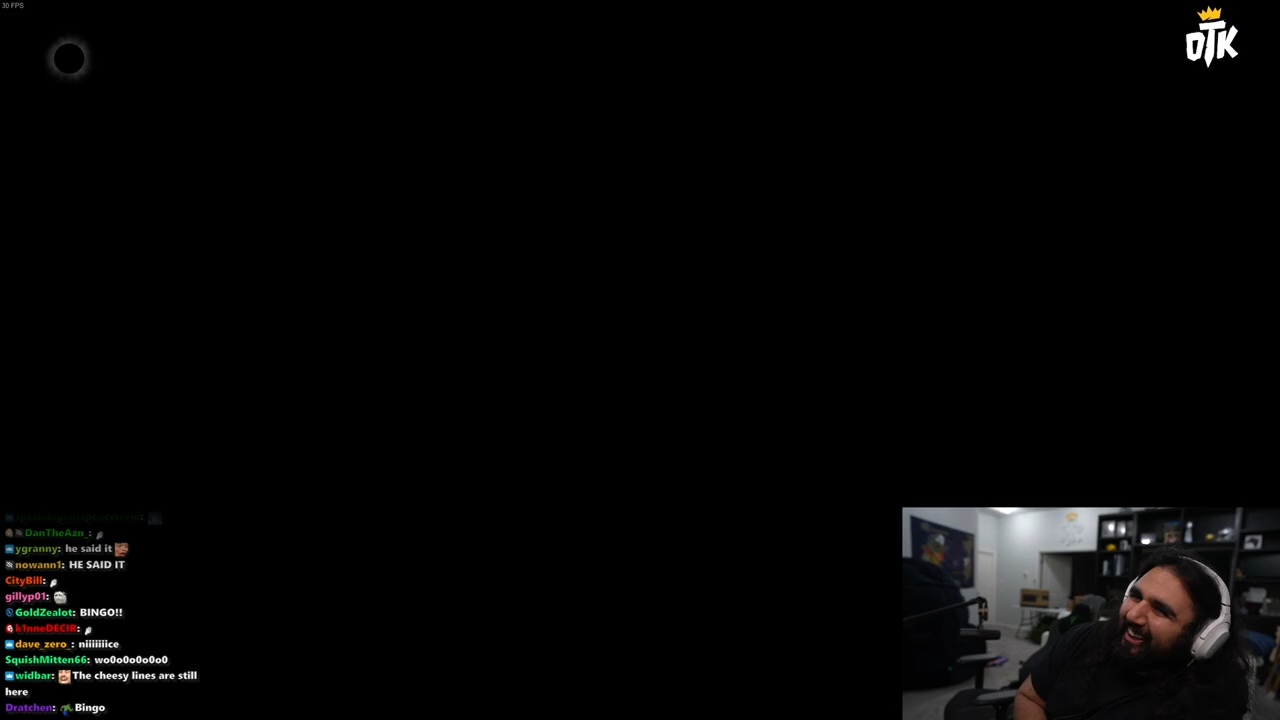 30 FPS
OTK
DanTheAzn_:
ygranny: he said it
nowann1: HE SAID IT
CityBill:
gillyp01:
GoldZealot: BINGO!!
k1nneDECIR:
dave_zero_: niiiiiiice
SquishMitten66: wo0o0o0o0o0
widbar: The cheesy lines are still
here
Dratchen: Bingo